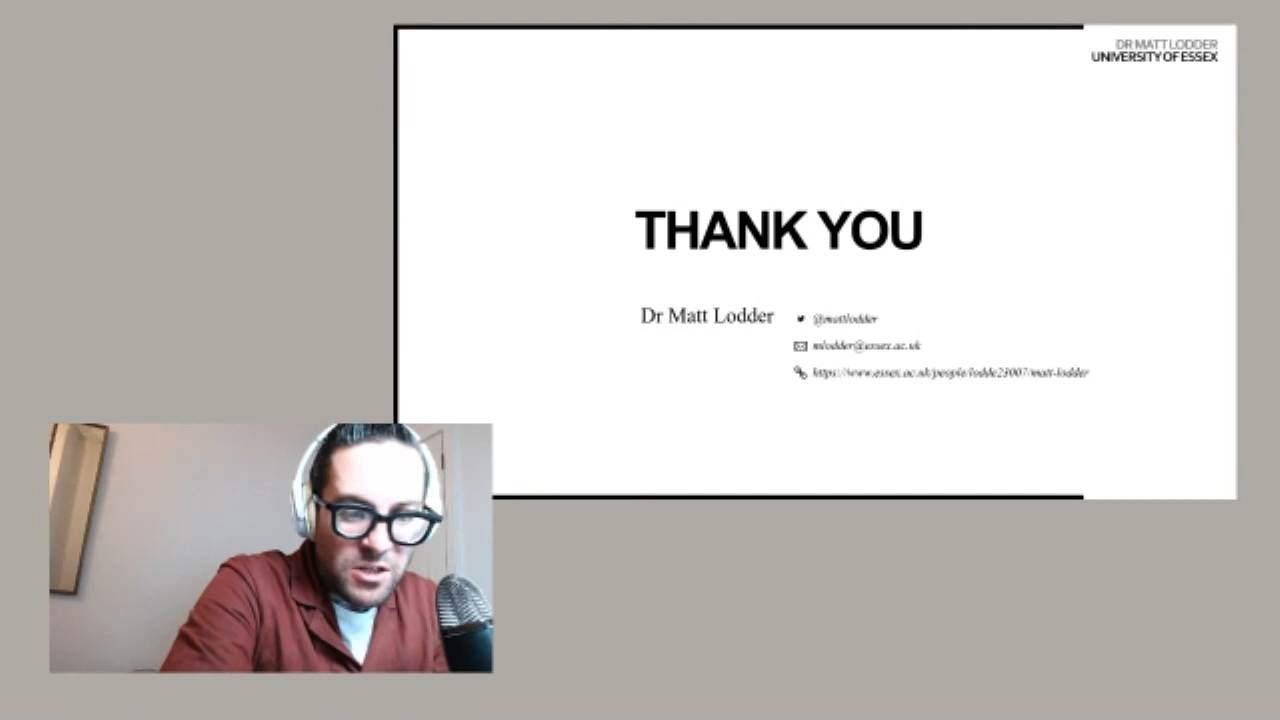 DR MATT LODDER
UNIVERSITY OF ESSEX
THANK YOU
Dr Matt Lodder
@mattlodder
mlodder@essex.ac.uk
https://www.essex.ac.uk/people/lodde23007/matt-lodder